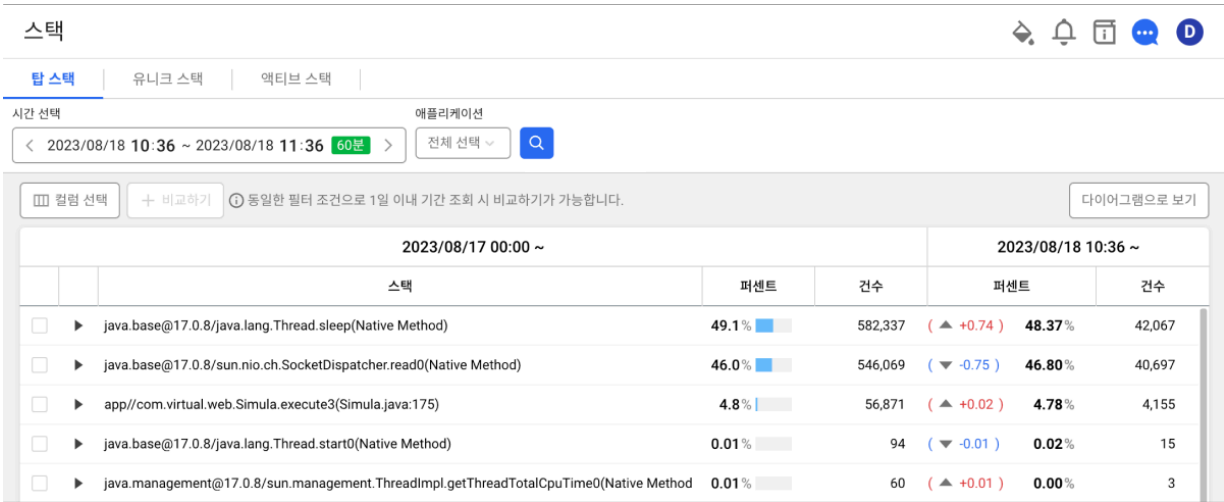 스택
D
탑 스택 유니크 스택 액티브 스택
시간 선택 애플리케이션
2023/08/18 10:36 ~ 2023/08/18 11:36 60분 전체 선택
컬럼 선택 + 비교하기 동일한 필터 조건으로 1일 이내 기간 조회 시 비교하기가 가능합니다. 다이어그램으로 보기
2023/08/17 00:00 ~ 2023/08/18 10:36 ~
스택 퍼센트 건수 퍼센트 건수
java.base@17.0.8/java.lang.Thread.sleep(Native Method) 49.1% 582,337 ( ▲ +0.74 ) 48.37% 42,067
java.base@17.0.8/sun.nio.ch.SocketDispatcher.read0(Native Method) 46.0% 546,069 ( ▼ -0.75 ) 46.80% 40,697
app//com.virtual.web.Simula.execute3(Simula.java:175) 4.8% 56,871 ( ▲ +0.02 ) 4.78% 4,155
java.base@17.0.8/java.lang.Thread.start0(Native Method) 0.01% 94 ( ▼ -0.01 ) 0.02% 15
java.management@17.0.8/sun.management.ThreadImpl.getThreadTotalCpuTime0(Native Method 0.01% 60 ( ▲ +0.01 ) 0.00% 3